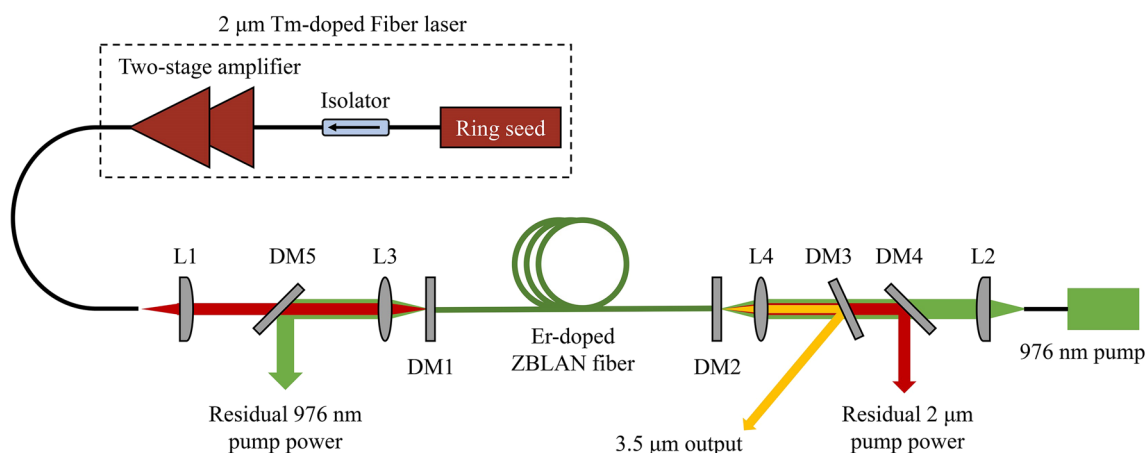 2 μm Tm-doped Fiber laser
Two-stage amplifier
Isolator
Ring seed
L1
DM5
L3
L4
DM3
DM4
L2
DM1
Er-doped
ZBLAN fiber
DM2
976 nm pump
Residual 976 nm
pump power
3.5 μm output
Residual 2 μm
pump power